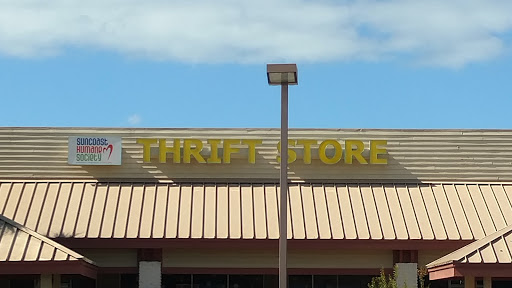 Suncoast
Humane
Society
THRIFT STORE